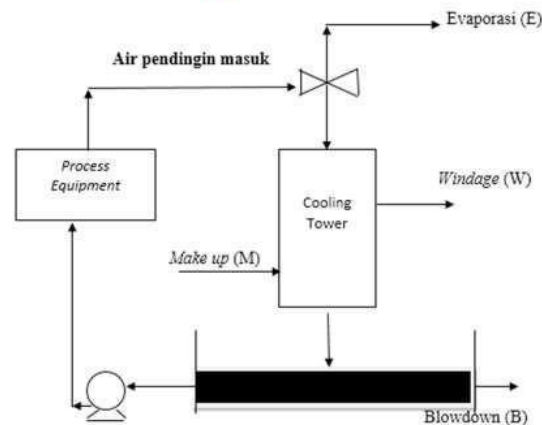 Evaporasi (E)
Air pendingin masuk
Process
Equipment
Cooling
Tower
Windage (W)
Make up (M)
Blowdown (B)